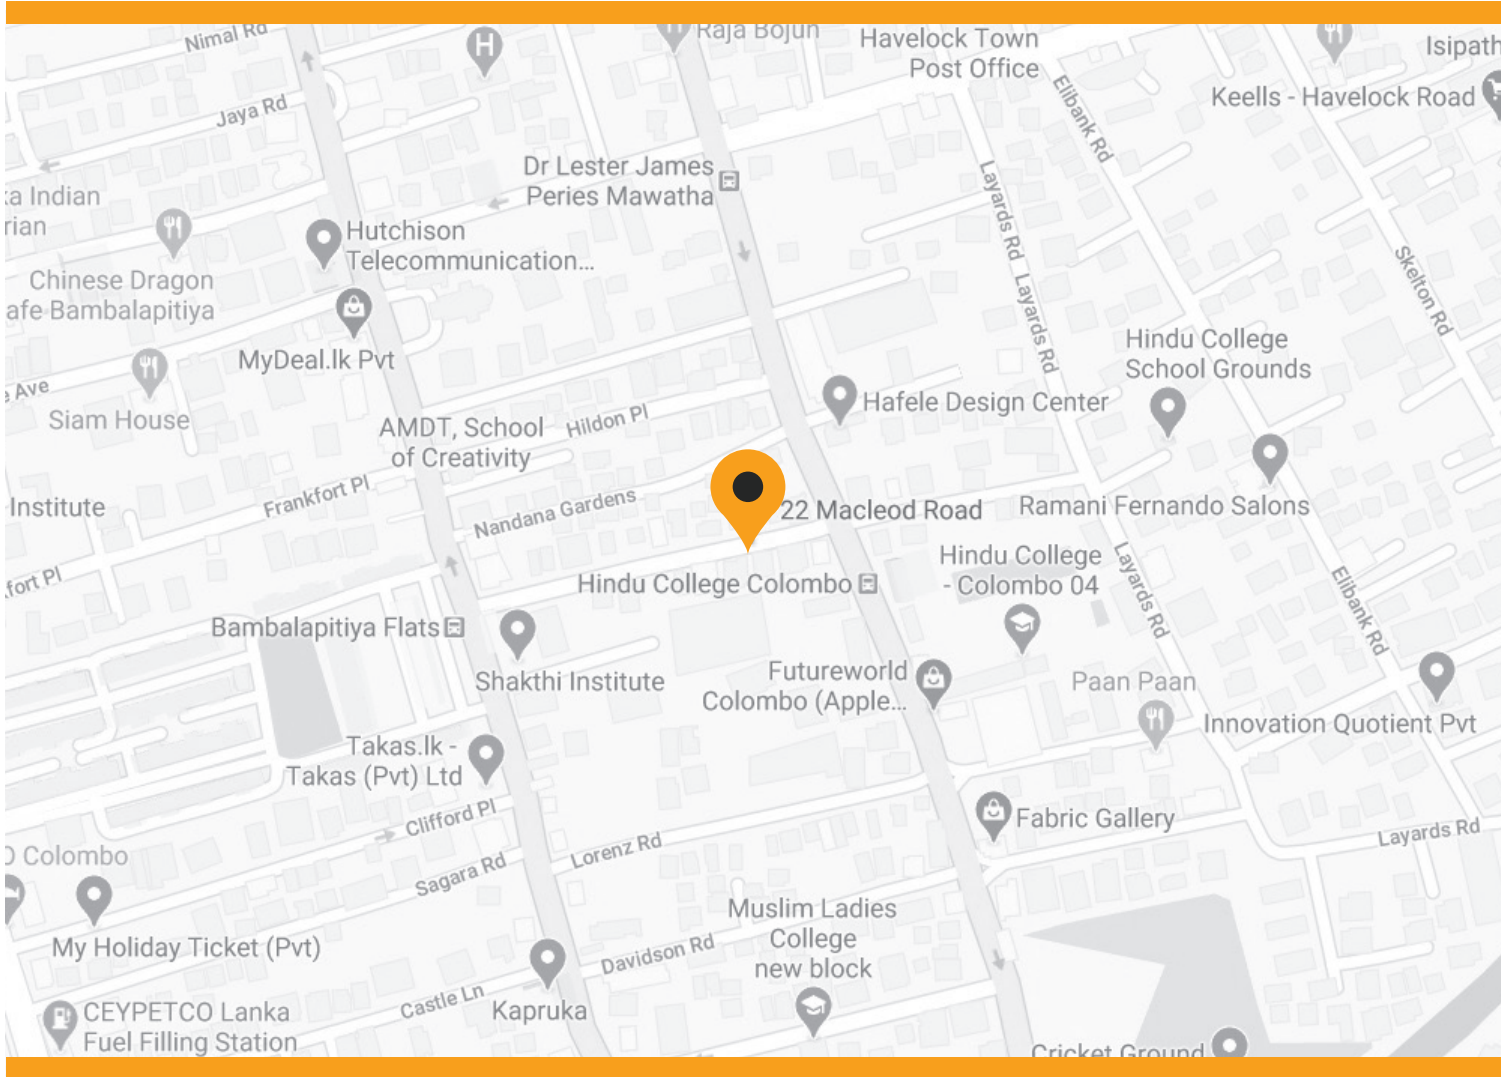 Nimal Rd
Raja Bojun
Havelock Town
Post Office
Isipath
Keells - Havelock Road
Elibank Rd
Jaya Rd
Dr Lester James
Peries Mawatha
Layards Rd
Layards Rd
Indian
Hutchison
Telecommunication...
Chinese Dragon
afe Bambalapitiya
Skelton Rd
MyDeal.lk Pvt
Hindu College
School Grounds
Ave
Siam House
AMDT, School
of Creativity
Hildon Pl
Hafele Design Center
Institute
Frankfort Pl
Nandana Gardens
22 Macleod Road
Ramani Fernando Salons
fort Pl
Hindu College Colombo
Hindu College
- Colombo 04
Layards Rd
Elibank Rd
Bambalapitiya Flats
Shakthi Institute
Futureworld
Colombo (Apple...
Paan Paan
Innovation Quotient Pvt
Takas.lk -
Takas (Pvt) Ltd
Clifford Pl
Fabric Gallery
Layards Rd
Colombo
Sagara Rd
Lorenz Rd
My Holiday Ticket (Pvt)
Muslim Ladies
College
new block
Davidson Rd
Castle Ln
Kapruka
CEYPETCO Lanka
Fuel Filling Station
Cricket Ground